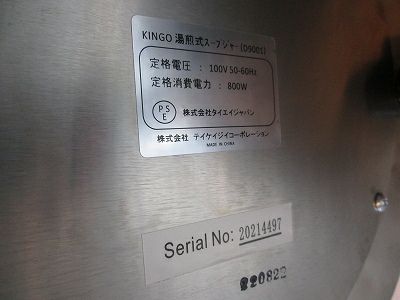 KINGO 湯煎式スープジャー (D9001)
定格電圧 : 100V 50-60Hz
定格消費電力 : 800W
PSE 株式会社タイエイジャパン
株式会社 テイケイジイコーポレーション
MADE IN CHINA
Serial No: 20214497